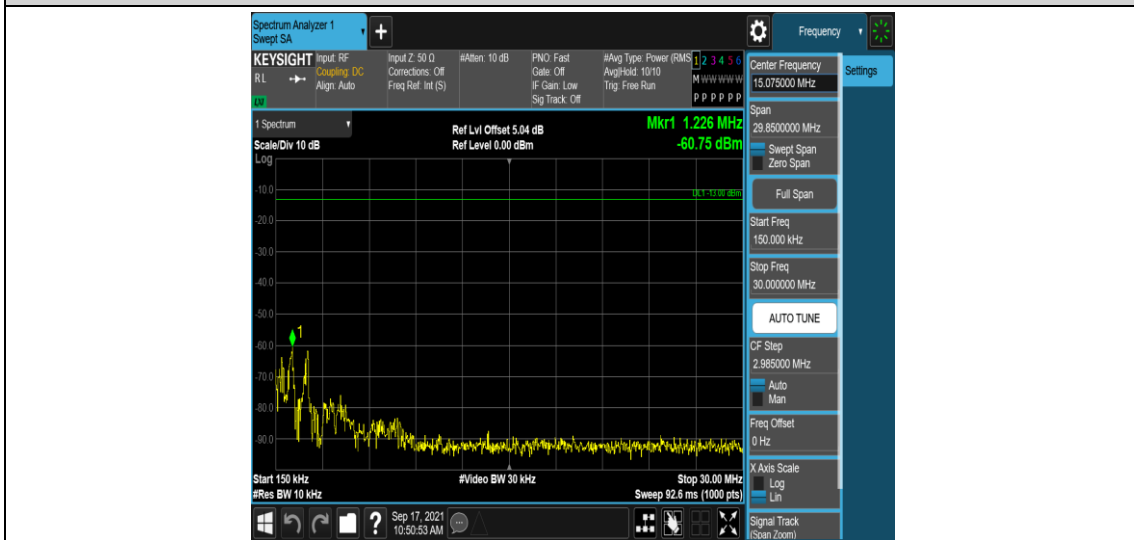 Spectrum Analyzer 1
Swept SA
+
Frequency
KEYSIGHT
RL
LXI
Input: RF
Coupling: DC
Align: Auto
Input Z: 50 Ω
Corrections: Off
Freq Ref: Int (S)
#Atten: 10 dB
PNO: Fast
Gate: Off
IF Gain: Low
Sig Track: Off
#Avg Type: Power (RMS
Avg|Hold: 10/10
Trig: Free Run
1 2 3 4 5 6
M W W W W W
P P P P P P
1 Spectrum
Scale/Div 10 dB
Ref Lvl Offset 5.04 dB
Ref Level 0.00 dBm
Mkr1 1.226 MHz
-60.75 dBm
Log
DL1 -13.00 dBm
-10.0
-20.0
-30.0
-40.0
-50.0
1
-60.0
-70.0
-80.0
-90.0
Start 150 kHz
#Video BW 30 kHz
Stop 30.00 MHz
#Res BW 10 kHz
Sweep 92.6 ms (1000 pts)
?
Sep 17, 2021
10:50:53 AM
Center Frequency
15.075000 MHz
Settings
Span
29.8500000 MHz
Swept Span
Zero Span
Full Span
Start Freq
150.000 kHz
Stop Freq
30.000000 MHz
AUTO TUNE
CF Step
2.985000 MHz
Auto
Man
Freq Offset
0 Hz
X Axis Scale
Log
Lin
Signal Track
(Span Zoom)